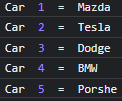 Car 1 = Mazda
Car 2 = Tesla
Car 3 = Dodge
Car 4 = BMW
Car 5 = Porshe